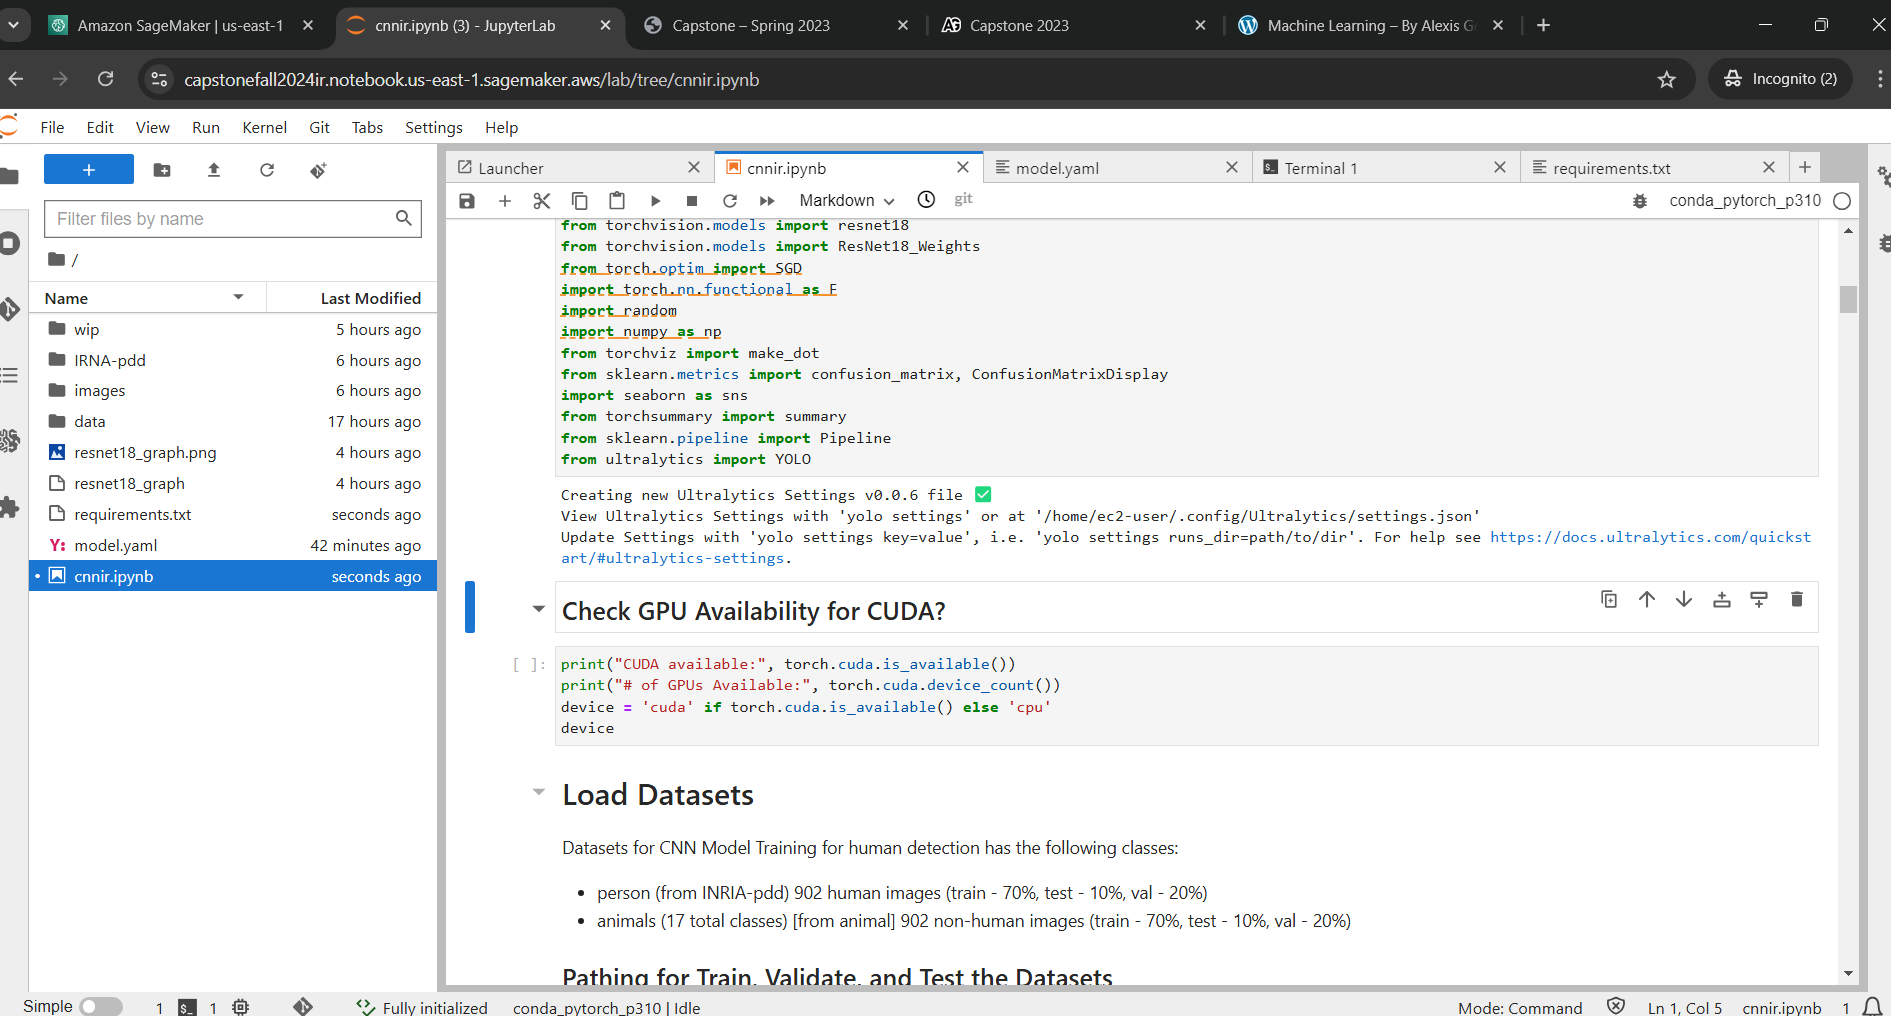 Amazon SageMaker | us-east-1
cnnir.ipynb (3) - JupyterLab
Capstone – Spring 2023
Capstone 2023
Machine Learning – By Alexis G
capstonefall2024ir.notebook.us-east-1.sagemaker.aws/lab/tree/cnnir.ipynb
Incognito (2)
File Edit View Run Kernel Git Tabs Settings Help
Filter files by name
/
Name Last Modified
wip 5 hours ago
IRNA-pdd 6 hours ago
images 6 hours ago
data 17 hours ago
resnet18_graph.png 4 hours ago
resnet18_graph 4 hours ago
requirements.txt seconds ago
Y: model.yaml 42 minutes ago
cnnir.ipynb seconds ago
Launcher
cnnir.ipynb
model.yaml
Terminal 1
requirements.txt
Markdown
git
conda_pytorch_p310
from torchvision.models import resnet18
from torchvision.models import ResNet18_Weights
from torch.optim import SGD
import torch.nn.functional as F
import random
import numpy as np
from torchviz import make_dot
from sklearn.metrics import confusion_matrix, ConfusionMatrixDisplay
import seaborn as sns
from torchsummary import summary
from sklearn.pipeline import Pipeline
from ultralytics import YOLO
Creating new Ultralytics Settings v0.0.6 file ✅
View Ultralytics Settings with 'yolo settings' or at '/home/ec2-user/.config/Ultralytics/settings.json'
Update Settings with 'yolo settings key=value', i.e. 'yolo settings runs_dir=path/to/dir'. For help see https://docs.ultralytics.com/quickst
art/#ultralytics-settings.
Check GPU Availability for CUDA?
[ ]: print("CUDA available:", torch.cuda.is_available())
print("# of GPUs Available:", torch.cuda.device_count())
device = 'cuda' if torch.cuda.is_available() else 'cpu'
device
Load Datasets
Datasets for CNN Model Training for human detection has the following classes:
• person (from INRIA-pdd) 902 human images (train - 70%, test - 10%, val - 20%)
• animals (17 total classes) [from animal] 902 non-human images (train - 70%, test - 10%, val - 20%)
Pathing for Train, Validate, and Test the Datasets
Simple 1 $_ 1 Fully initialized conda_pytorch_p310 | Idle Mode: Command Ln 1, Col 5 cnnir.ipynb 1